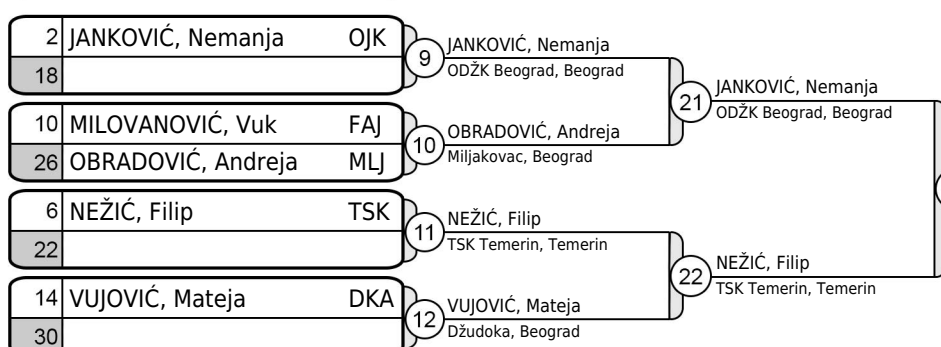 2 JANKOVIĆ, Nemanja OJK
18
9
JANKOVIĆ, Nemanja
ODŽK Beograd, Beograd
10 MILOVANOVIĆ, Vuk FAJ
26 OBRADOVIĆ, Andreja MLJ
10
OBRADOVIĆ, Andreja
Miljakovac, Beograd
21
JANKOVIĆ, Nemanja
ODŽK Beograd, Beograd
6 NEŽIĆ, Filip TSK
22
11
NEŽIĆ, Filip
TSK Temerin, Temerin
14 VUJOVIĆ, Mateja DKA
30
12
VUJOVIĆ, Mateja
Džudoka, Beograd
22
NEŽIĆ, Filip
TSK Temerin, Temerin